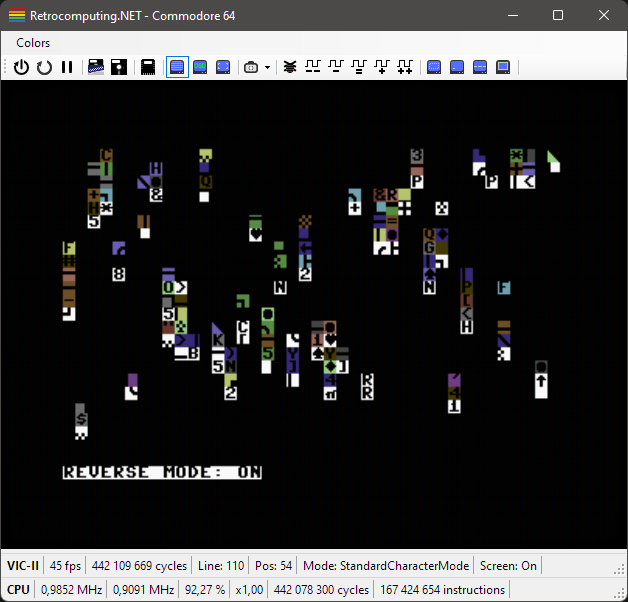 Retrocomputing.NET - Commodore 64
Colors
REVERSE MODE: ON
VIC-II 45 fps 442 109 669 cycles Line: 110 Pos: 54 Mode: StandardCharacterMode Screen: On
CPU 0,9852 MHz 0,9091 MHz 92,27 % x1,00 442 078 300 cycles 167 424 654 instructions